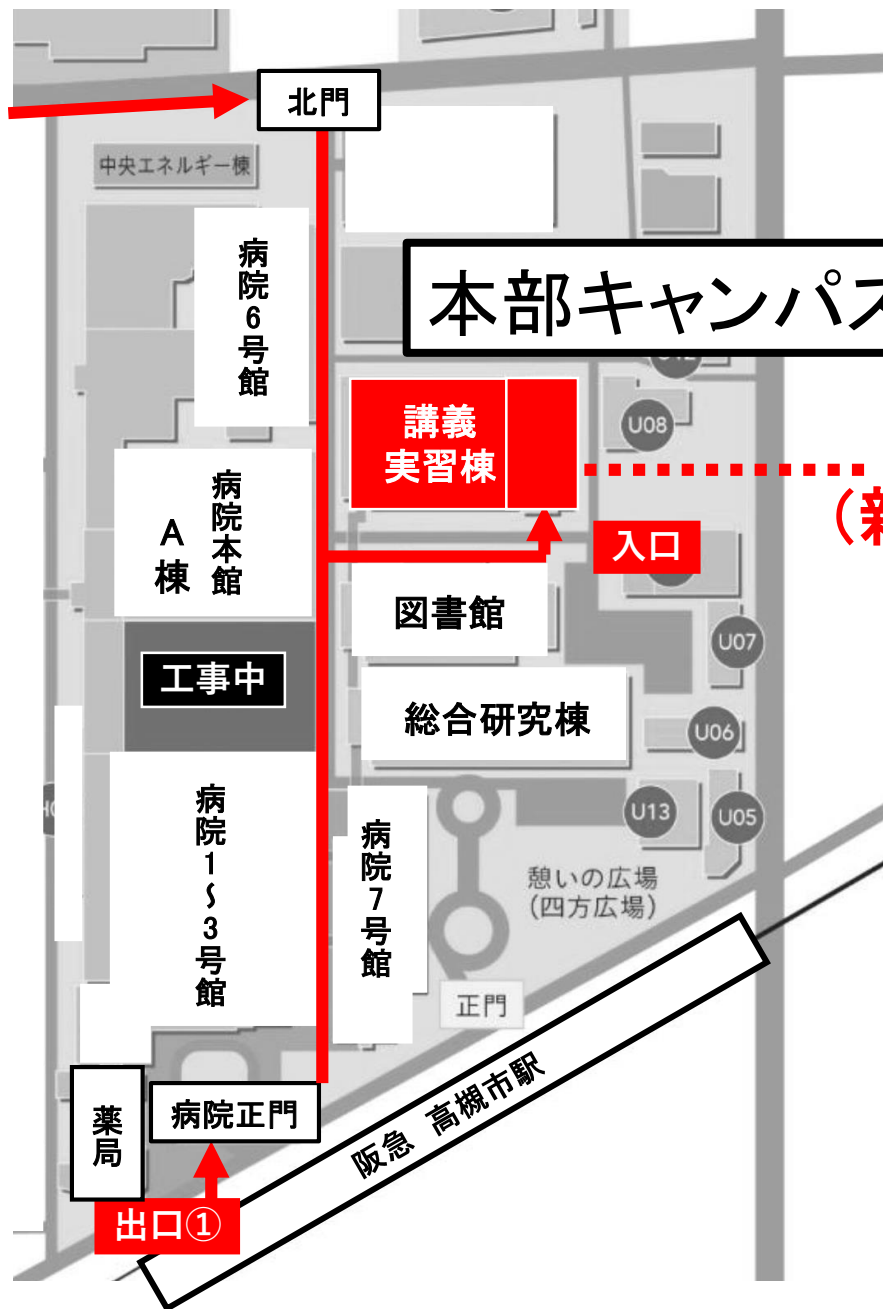 北門
中央エネルギー棟
病院6号館
本部キャンパス
講義
実習棟
U08
(新
入口
病院本館
A棟
図書館
工事中
U07
総合研究棟
U06
病院1~3号館
病院7号館
U13
U05
憩いの広場
(四方広場)
正門
阪急 高槻市駅
薬局
病院正門
出口①